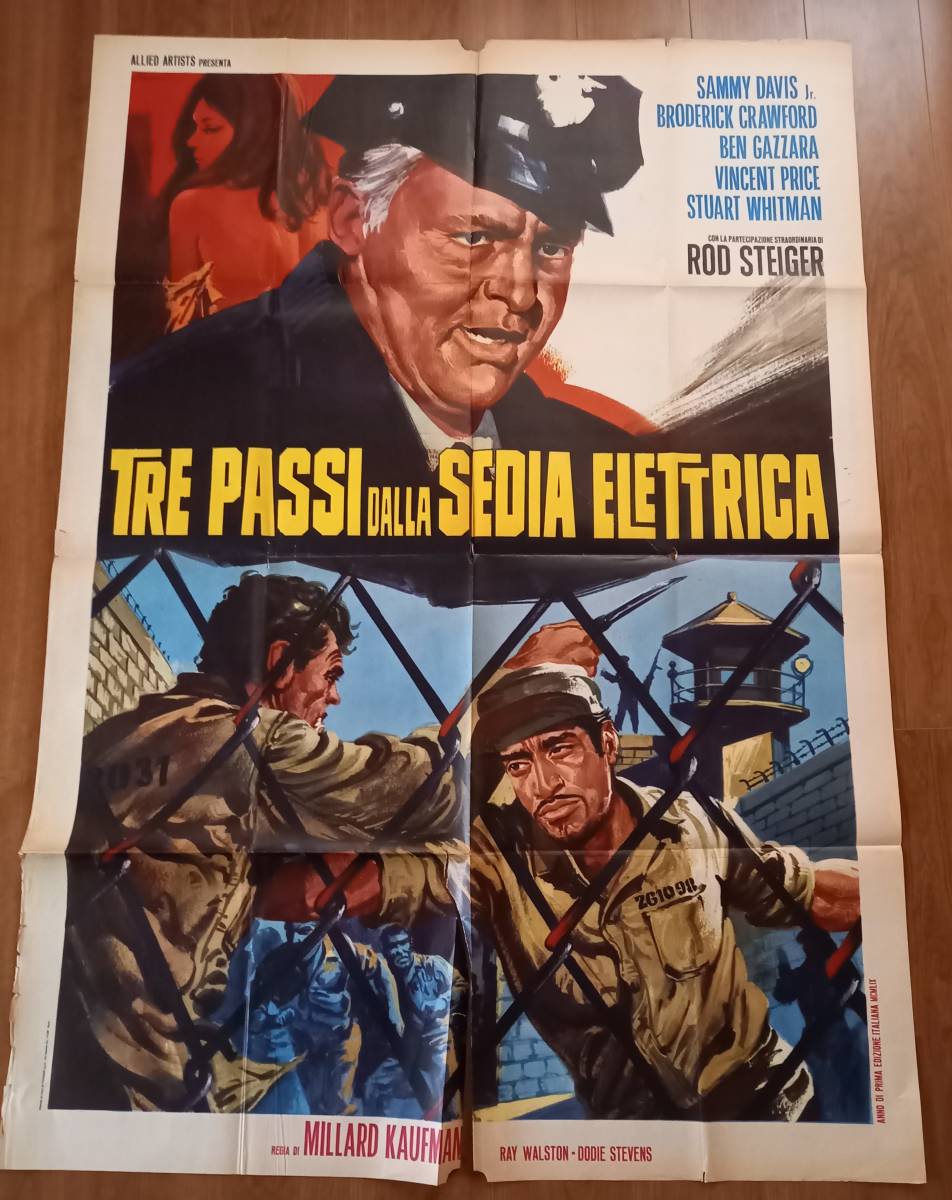 ALLIED ARTISTS PRESENTA
SAMMY DAVIS Jr.
BRODERICK CRAWFORD
BEN GAZZARA
VINCENT PRICE
STUART WHITMAN
CON LA PARTECIPAZIONE STRAORDINARIA DI
ROD STEIGER
TRE PASSI DALLA SEDIA ELETTRICA
2031
261098
REGIA DI MILLARD KAUFMAN
RAY WALSTON - DODIE STEVENS
ANNO DI PRIMA EDIZIONE ITALIANA MCMLIX